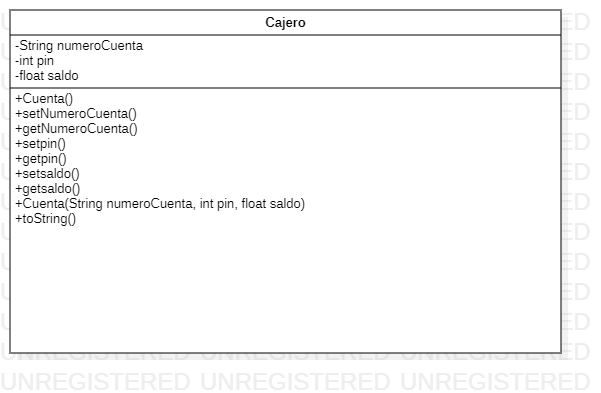 Cajero
-String numeroCuenta
-int pin
-float saldo
+Cuenta()
+setNumeroCuenta()
+getNumeroCuenta()
+setpin()
+getpin()
+setsaldo()
+getsaldo()
+Cuenta(String numeroCuenta, int pin, float saldo)
+toString()
UNREGISTERED UNREGISTERED UNREGISTERED
UNREGISTERED UNREGISTERED UNREGISTERED